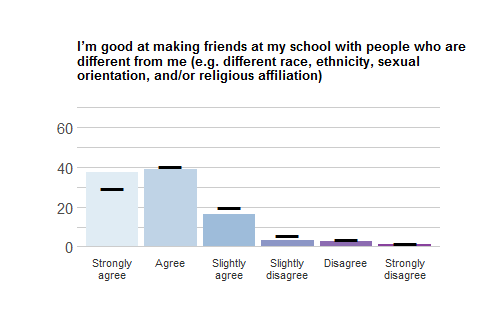 I'm good at making friends at my school with people who are
different from me (e.g. different race, ethnicity, sexual
orientation, and/or religious affiliation)
60
40
20
0
Strongly
agree
Agree
Slightly
agree
Slightly
disagree
Disagree
Strongly
disagree